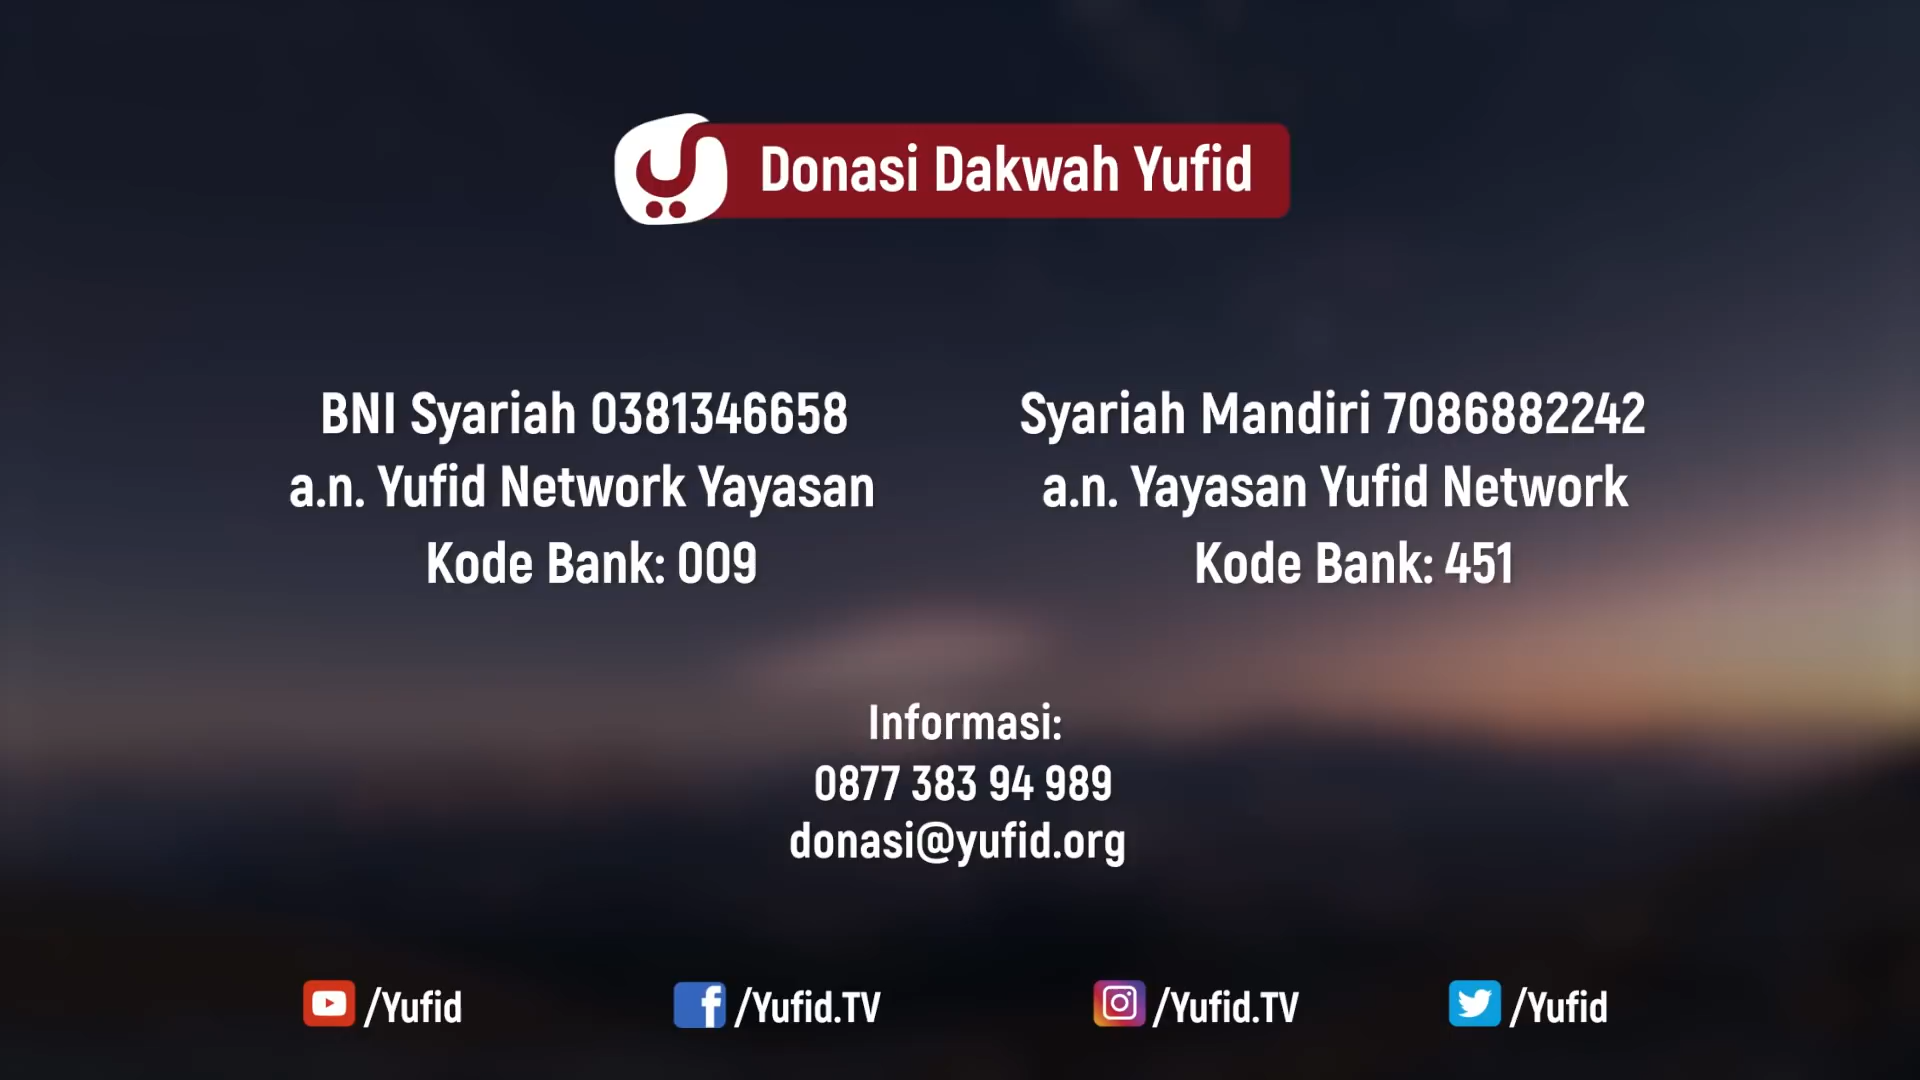 Donasi Dakwah Yufid
BNI Syariah 0381346658
a.n. Yufid Network Yayasan
Kode Bank: 009
Syariah Mandiri 7086882242
a.n. Yayasan Yufid Network
Kode Bank: 451
Informasi:
0877 383 94 989
donasi@yufid.org
/Yufid
/Yufid.TV
/Yufid.TV
/Yufid